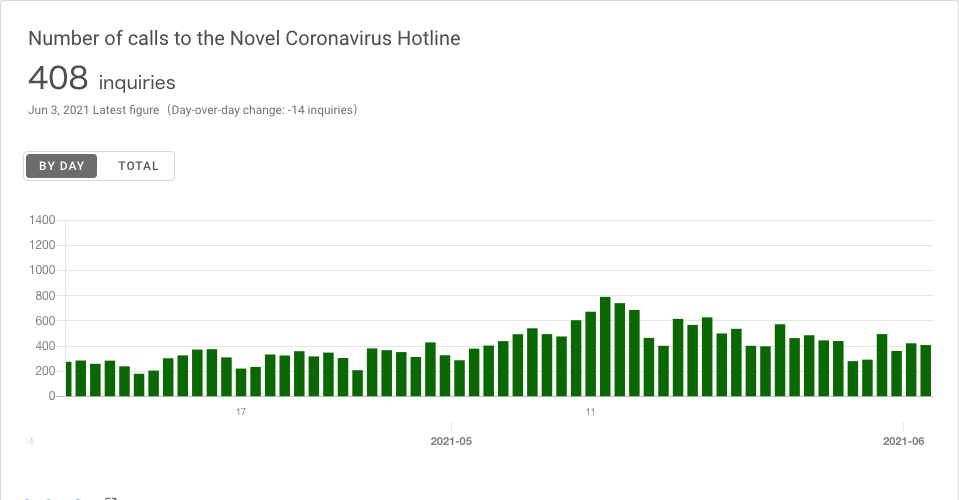 Number of calls to the Novel Coronavirus Hotline
408 inquiries
Jun 3, 2021 Latest figure (Day-over-day change: -14 inquiries)
BY DAY TOTAL
1400
1200
1000
800
600
400
200
0
17 11
2021-05 2021-06